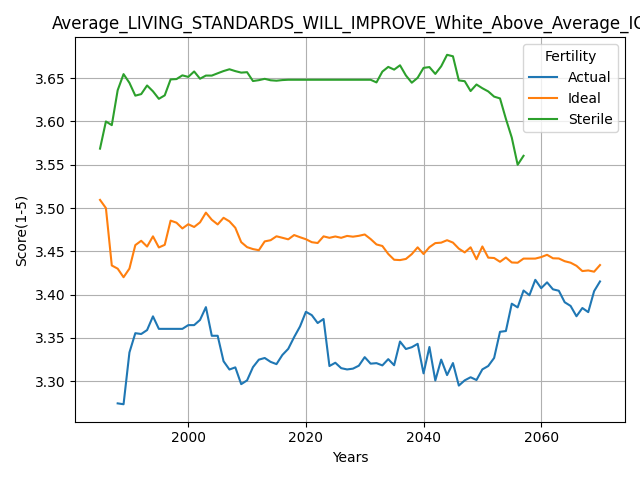 Average_LIVING_STANDARDS_WILL_IMPROVE_White_Above_Average_IQ
Fertility
Actual
Ideal
Sterile
Score(1-5)
3.65
3.60
3.55
3.50
3.45
3.40
3.35
3.30
2000 2020 2040 2060
Years